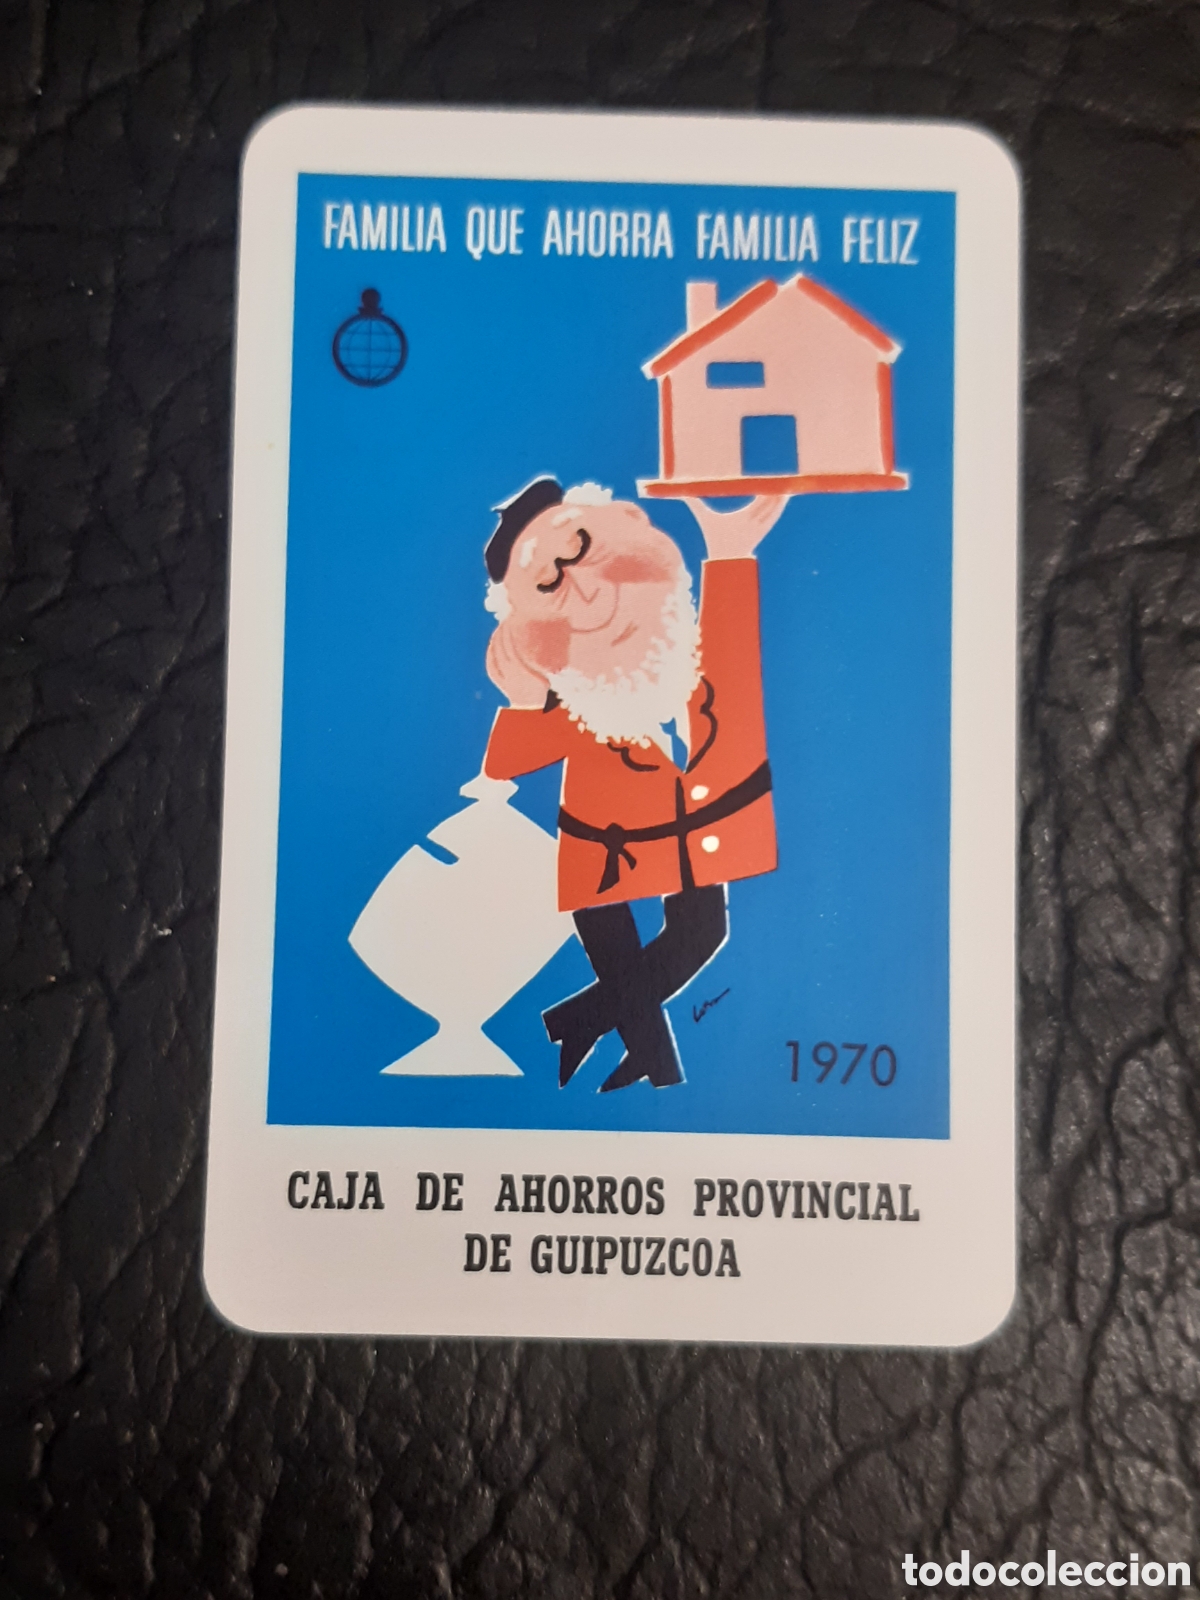 FAMILIA QUE AHORRA FAMILIA FELIZ
1970
CAJA DE AHORROS PROVINCIAL
DE GUIPUZCOA
todocoleccion